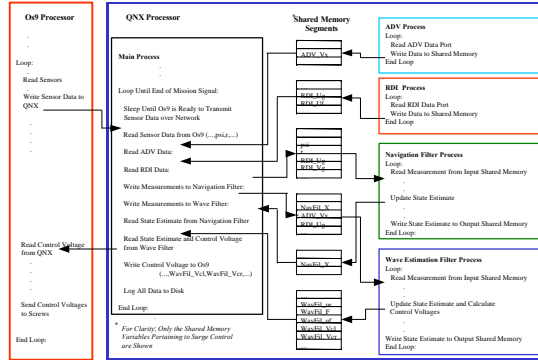 Os9 Processor
.
.
Loop:
.
Read Sensors
.
Write Sensor Data to
QNX
.
.
.
.
Read Control Voltage
from QNX
.
.
.
.
Send Control Voltages
to Screws
.
End Loop:
QNX Processor
Main Process
.
.
Loop Until End of Mission Signal:
Sleep Until Os9 is Ready to Transmit
Sensor Data over Network
Read Sensor Data from Os9 (...,psi,r,...)
Read ADV Data:
Read RDI Data:
Write Measurements to Navigation Filter:
Write Measurements to Wave Filter:
Read State Estimate from Navigation Filter
Read State Estimate and Control Voltage
from Wave Filter
Write Control Voltage to Os9
(...,WavFil_Vcl,WavFil_Vcr,...)
Log All Data to Disk
End Loop:
* For Clarity, Only the Shared Memory
Variables Pertaining to Surge Control
are Shown
*Shared Memory
Segments
ADV_Vx
RDI_Ug
RDI_Uf
psi
RDI_Ug
RDI_Vg
NavFil_X
ADV_Vx
RDI_Ug
NavFil_X
WavFil_F
WavFil_uf
WavFil_Vcl
WavFil_Vcr
ADV Process
Loop:
Read ADV Data Port
Write Data to Shared Memory
End Loop
RDI Process
Loop:
Read RDI Data Port
Write Data to Shared Memory
End Loop:
Navigation Filter Process
Loop:
Read Measurement from Input Shared Memory
.
.
Update State Estimate
.
.
Write State Estimate to Output Shared Memory
End Loop:
Wave Estimation Filter Process
Loop:
Read Measurement from Input Shared Memory
.
.
Update State Estimate and Calculate
Control Voltages
.
.
Write State Estimate to Output Shared Memory
End Loop: